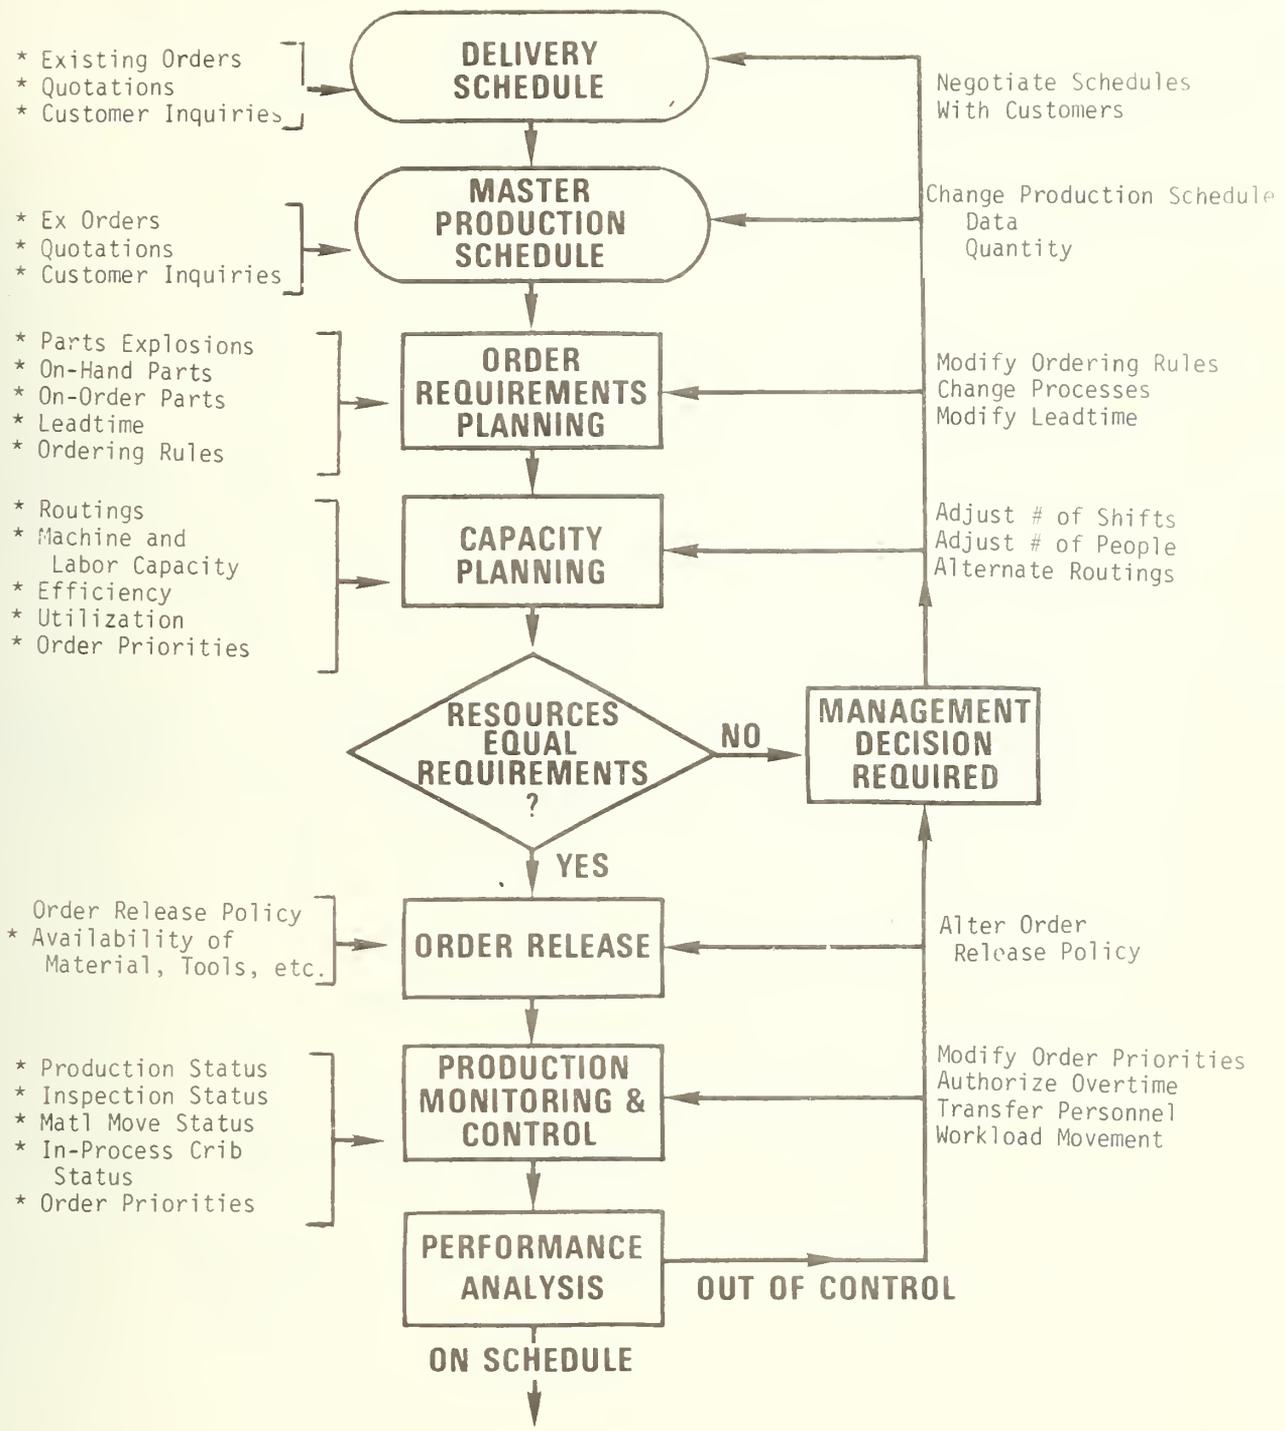 * Existing Orders
* Quotations
* Customer Inquiries
DELIVERY
SCHEDULE
Negotiate Schedules
With Customers
* Ex Orders
* Quotations
* Customer Inquiries
MASTER
PRODUCTION
SCHEDULE
Change Production Schedule
Data
Quantity
* Parts Explosions
* On-Hand Parts
* On-Order Parts
* Leadtime
* Ordering Rules
ORDER
REQUIREMENTS
PLANNING
Modify Ordering Rules
Change Processes
Modify Leadtime
* Routings
* Machine and
Labor Capacity
* Efficiency
* Utilization
* Order Priorities
CAPACITY
PLANNING
Adjust # of Shifts
Adjust # of People
Alternate Routings
RESOURCES
EQUAL
REQUIREMENTS
?
NO
MANAGEMENT
DECISION
REQUIRED
YES
Order Release Policy
* Availability of
Material, Tools, etc.
ORDER RELEASE
Alter Order
Release Policy
* Production Status
* Inspection Status
* Matl Move Status
* In-Process Crib
Status
* Order Priorities
PRODUCTION
MONITORING &
CONTROL
Modify Order Priorities
Authorize Overtime
Transfer Personnel
Workload Movement
PERFORMANCE
ANALYSIS
OUT OF CONTROL
ON SCHEDULE